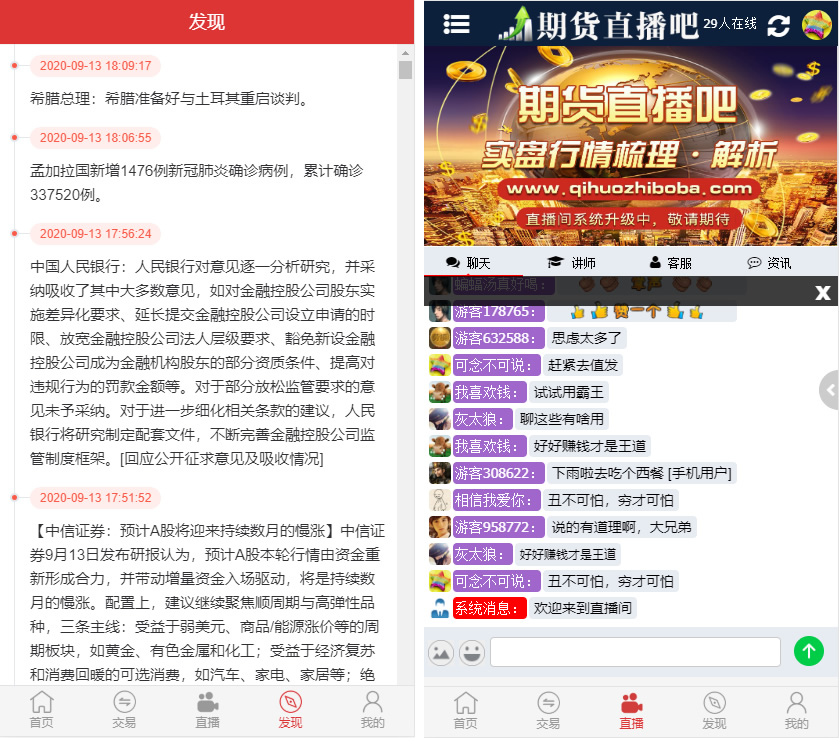 发现
2020-09-13 18:09:17
希腊总理：希腊准备好与土耳其重启谈判。
2020-09-13 18:06:55
孟加拉国新增1476例新冠肺炎确诊病例，累计确诊
337520例。
2020-09-13 17:56:24
中国人民银行：人民银行对意见逐一分析研究，并采
纳吸收了其中大多数意见，如对金融控股公司股东实
施差异化要求、延长提交金融控股公司设立申请的时
限、放宽金融控股公司法人层级要求、豁免新设金融
控股公司成为金融机构股东的部分资质条件、提高对
违规行为的罚款金额等。对于部分放松监管要求的意
见未予采纳。对于进一步细化相关条款的建议，人民
银行将研究制定配套文件，不断完善金融控股公司监
管制度框架。[回应公开征求意见及吸收情况]
2020-09-13 17:51:52
【中信证券：预计A股将迎来持续数月的慢涨】中信证
券9月13日发布研报认为，预计A股本轮行情由资金重
新形成合力，并带动增量资金入场驱动，将是持续数
月的慢涨。配置上，建议继续聚焦顺周期与高弹性品
种，三条主线：受益于弱美元、商品/能源涨价等的周
期板块，如黄金、有色金属和化工；受益于经济复苏
和消费回暖的可选消费，如汽车、家电、家居等；绝
首页 交易 直播 发现 我的
期货直播吧 29人在线
期货直播吧
实盘行情梳理·解析
www.qihuozhiboba.com
直播间系统升级中，敬请期待
聊天 讲师 客服 资讯
蝙蝠汤真好喝：
X
游客178765： 赞一个
游客632588： 思虑太多了
可念不可说： 赶紧去值发
我喜欢钱： 试试用霸王
灰太狼： 聊这些有啥用
我喜欢钱： 好好赚钱才是王道
游客308622： 下雨啦去吃个西餐 [手机用户]
相信我爱你： 丑不可怕，穷才可怕
游客958772： 说的有道理啊，大兄弟
灰太狼： 好好赚钱才是王道
可念不可说： 丑不可怕，穷才可怕
系统消息： 欢迎来到直播间
首页 交易 直播 发现 我的